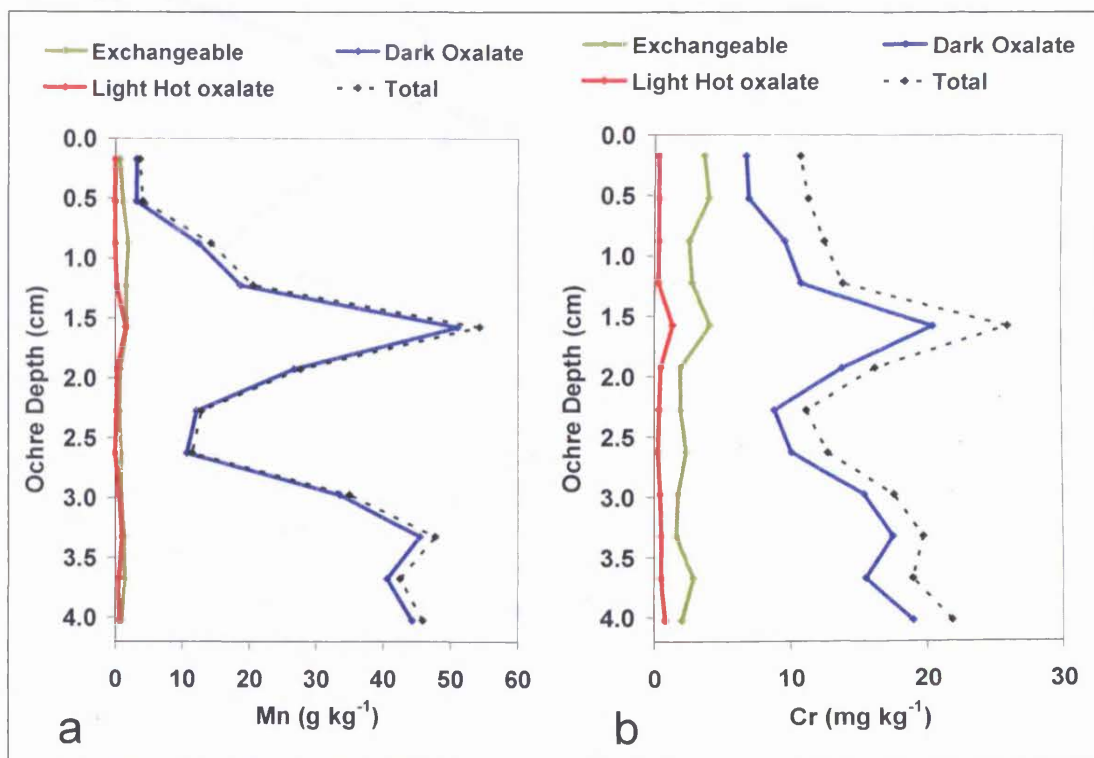 Exchangeable Dark Oxalate
Light Hot oxalate Total
Ochre Depth (cm)
0.0
0.5
1.0
1.5
2.0
2.5
3.0
3.5
4.0
0 10 20 30 40 50 60
Mn (g kg⁻¹)
a
Exchangeable Dark Oxalate
Light Hot oxalate Total
Ochre Depth (cm)
0.0
0.5
1.0
1.5
2.0
2.5
3.0
3.5
4.0
0 10 20 30
Cr (mg kg⁻¹)
b